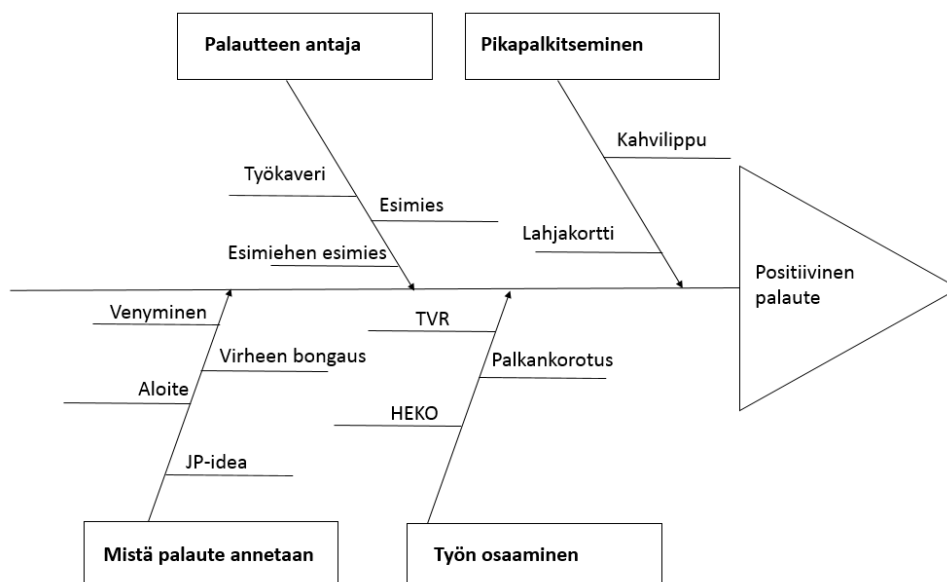 Palautteen antaja
Pikapalkitseminen
Kahvilippu
Työkaveri
Esimies
Lahjakortti
Esimiehen esimies
Positiivinen
palaute
Venyminen
TVR
Virheen bongaus
Palkankorotus
Aloite
HEKO
JP-idea
Mistä palaute annetaan
Työn osaaminen